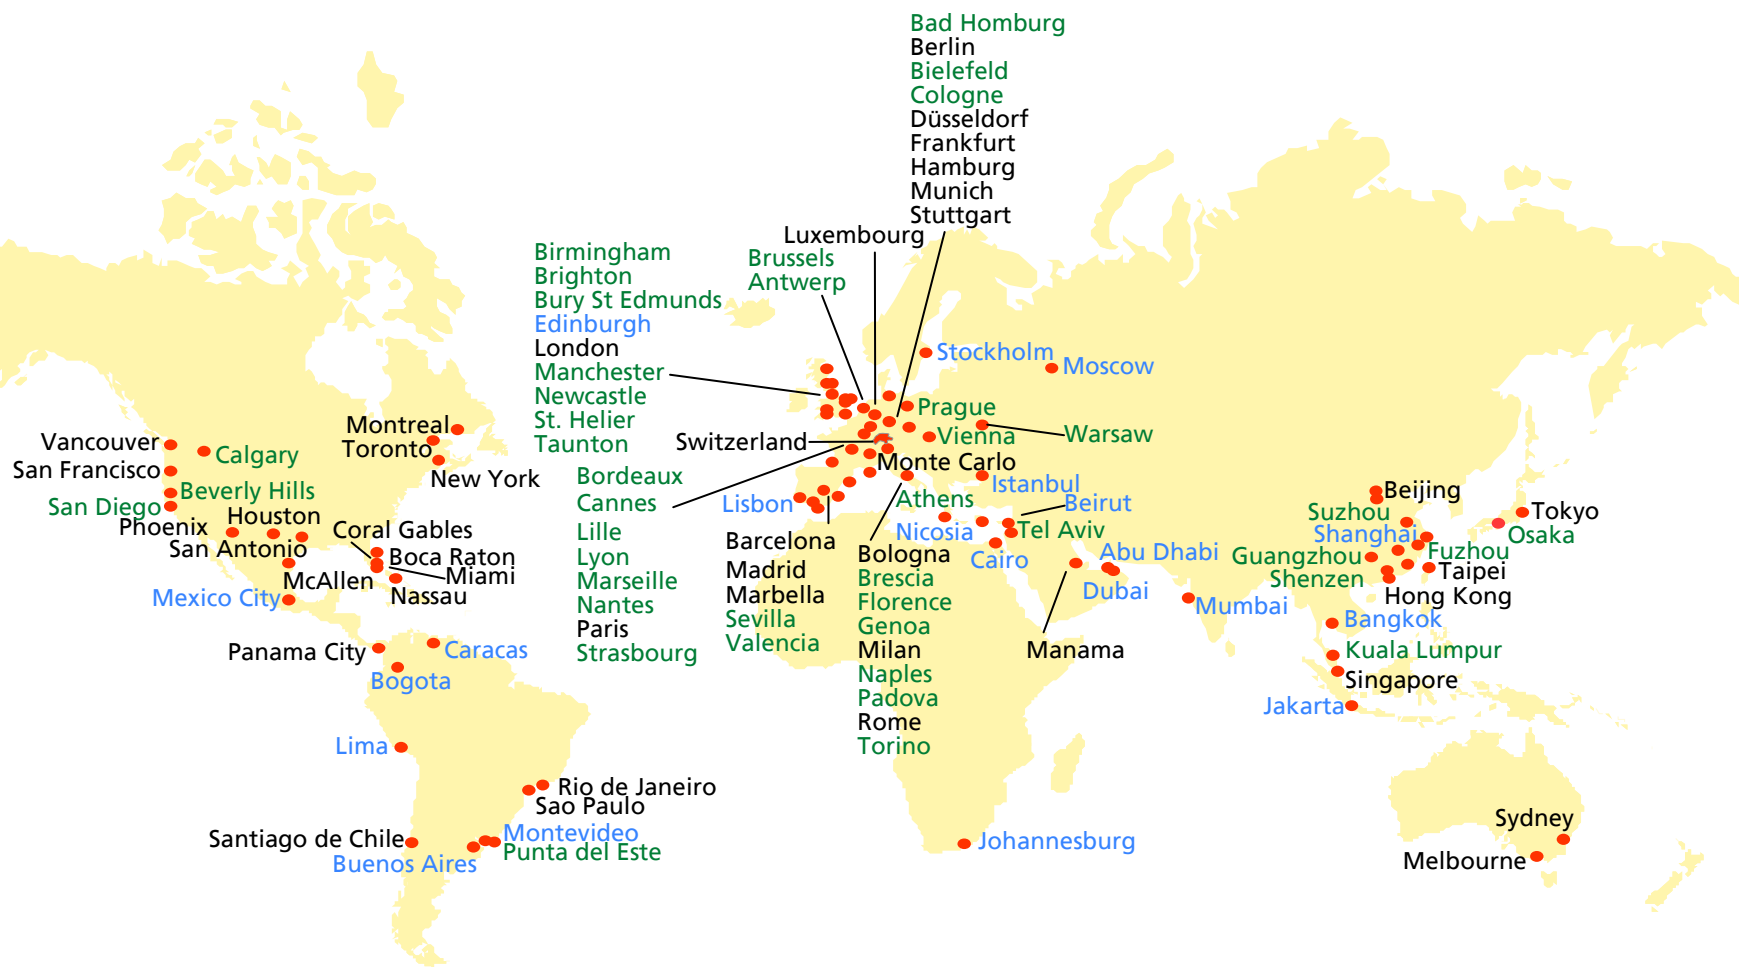 Bad Homburg
Berlin
Bielefeld
Cologne
Düsseldorf
Frankfurt
Hamburg
Munich
Stuttgart
Luxembourg
Brussels
Antwerp
Birmingham
Brighton
Bury St Edmunds
Edinburgh
London
Manchester
Newcastle
St. Helier
Taunton
Switzerland
Bordeaux
Cannes
Lille
Lyon
Marseille
Nantes
Paris
Strasbourg
Lisbon
Barcelona
Madrid
Marbella
Sevilla
Valencia
Monte Carlo
Bologna
Brescia
Florence
Genoa
Milan
Naples
Padova
Rome
Torino
Stockholm
Moscow
Prague
Vienna
Warsaw
Istanbul
Athens
Nicosia
Beirut
Tel Aviv
Cairo
Abu Dhabi
Dubai
Manama
Mumbai
Johannesburg
Vancouver
Calgary
San Francisco
Beverly Hills
San Diego
Phoenix
Houston
San Antonio
McAllen
Mexico City
Montreal
Toronto
New York
Coral Gables
Boca Raton
Miami
Nassau
Panama City
Caracas
Bogota
Lima
Rio de Janeiro
Sao Paulo
Santiago de Chile
Montevideo
Punta del Este
Buenos Aires
Beijing
Suzhou
Shanghai
Tokyo
Osaka
Guangzhou
Fuzhou
Shenzen
Taipei
Hong Kong
Bangkok
Kuala Lumpur
Singapore
Jakarta
Sydney
Melbourne